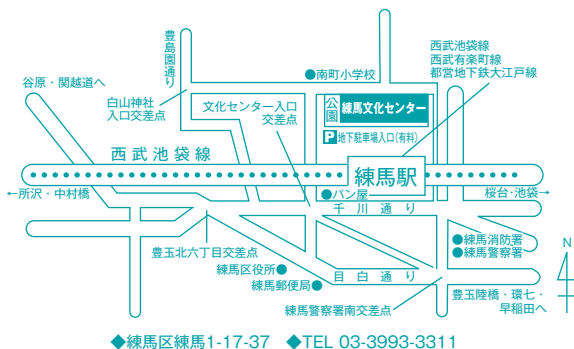 豊島園通り
●南町小学校
西武池袋線
西武有楽町線
都営地下鉄大江戸線
谷原・関越道へ
白山神社
入口交差点
文化センター入口
交差点
公園
練馬文化センター
P地下駐車場入口(有料)
西武池袋線
練馬駅
←所沢・中村橋
桜台・池袋→
●パン屋
千川通り
●練馬消防署
●練馬警察署
豊玉北六丁目交差点
練馬区役所●
練馬郵便局●
目白通り
練馬警察署南交差点
豊玉陸橋・環七・
早稲田へ
N
◆練馬区練馬1-17-37 ◆TEL 03-3993-3311